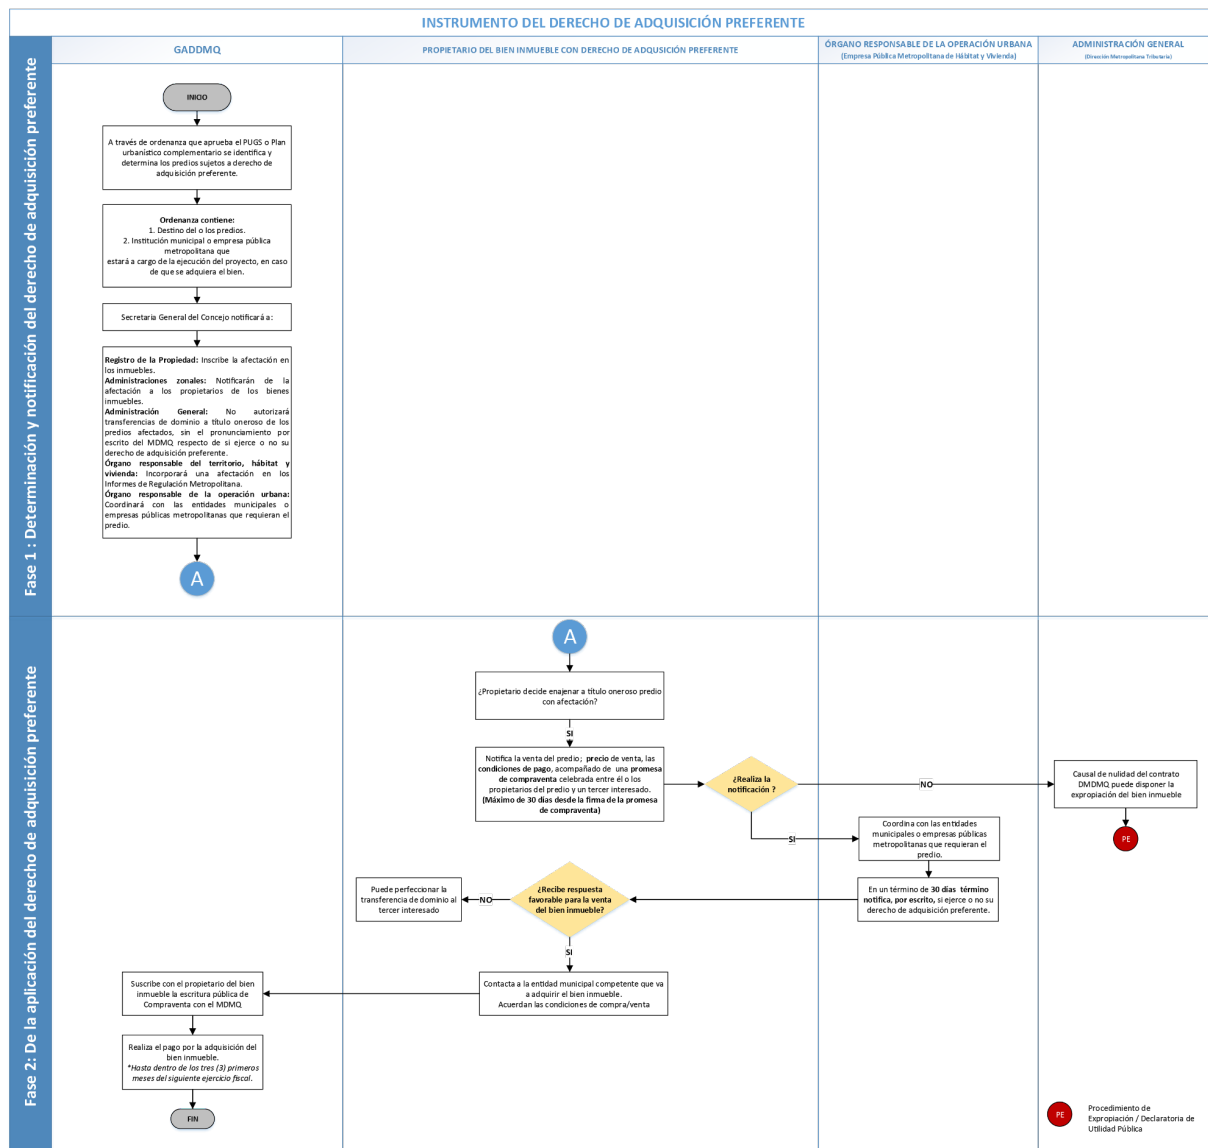 INSTRUMENTO DEL DERECHO DE ADQUISICIÓN PREFERENTE
GADDMQ
PROPIETARIO DEL BIEN INMUEBLE CON DERECHO DE ADQUSICIÓN PREFERENTE
ÓRGANO RESPONSABLE DE LA OPERACIÓN URBANA
(Empresa Pública Metropolitana de Hábitat y Vivienda)
ADMINISTRACIÓN GENERAL
(Dirección Metropolitana Tributaria)
Fase 1 : Determinación y notificación del derecho de adquisición preferente
INICIO
A través de ordenanza que aprueba el PUGS o Plan
urbanístico complementario se identifica y
determina los predios sujetos a derecho de
adquisición preferente.
Ordenanza contiene:
1. Destino del o los predios.
2. Institución municipal o empresa pública
metropolitana que
estará a cargo de la ejecución del proyecto, en caso
de que se adquiera el bien.
Secretaria General del Concejo notificará a:
Registro de la Propiedad: Inscribe la afectación en
los inmuebles.
Administraciones zonales: Notificarán de la
afectación a los propietarios de los bienes
inmuebles.
Administración General: No autorizará
transferencias de dominio a título oneroso de los
predios afectados, sin el pronunciamiento por
escrito del MDMQ respecto de si ejerce o no su
derecho de adquisición preferente.
Órgano responsable del territorio, hábitat y
vivienda: Incorporará una afectación en los
Informes de Regulación Metropolitana.
Órgano responsable de la operación urbana:
Coordinará con las entidades municipales o
empresas públicas metropolitanas que requieran el
predio.
A
Fase 2: De la aplicación del derecho de adquisición preferente
A
¿Propietario decide enajenar a título oneroso predio
con afectación?
SI
Notifica la venta del predio; precio de venta, las
condiciones de pago, acompañado de una promesa
de compraventa celebrada entre él o los
propietarios del predio y un tercer interesado.
(Máximo de 30 días desde la firma de la promesa
de compraventa)
¿Realiza la
notificación ?
NO
Causal de nulidad del contrato
DMDMQ puede disponer la
expropiación del bien inmueble
PE
SI
Coordina con las entidades
municipales o empresas públicas
metropolitanas que requieran el
predio.
En un término de 30 días término
notifica, por escrito, si ejerce o no su
derecho de adquisición preferente.
¿Recibe respuesta
favorable para la venta
del bien inmueble?
NO
Puede perfeccionar la
transferencia de dominio al
tercer interesado
SI
Contacta a la entidad municipal competente que va
a adquirir el bien inmueble.
Acuerdan las condiciones de compra/venta
Suscribe con el propietario del bien
inmueble la escritura pública de
Compraventa con el MDMQ
Realiza el pago por la adquisición del
bien inmueble.
*Hasta dentro de los tres (3) primeros
meses del siguiente ejercicio fiscal.
FIN
PE
Procedimiento de
Expropiación / Declaratoria de
Utilidad Pública